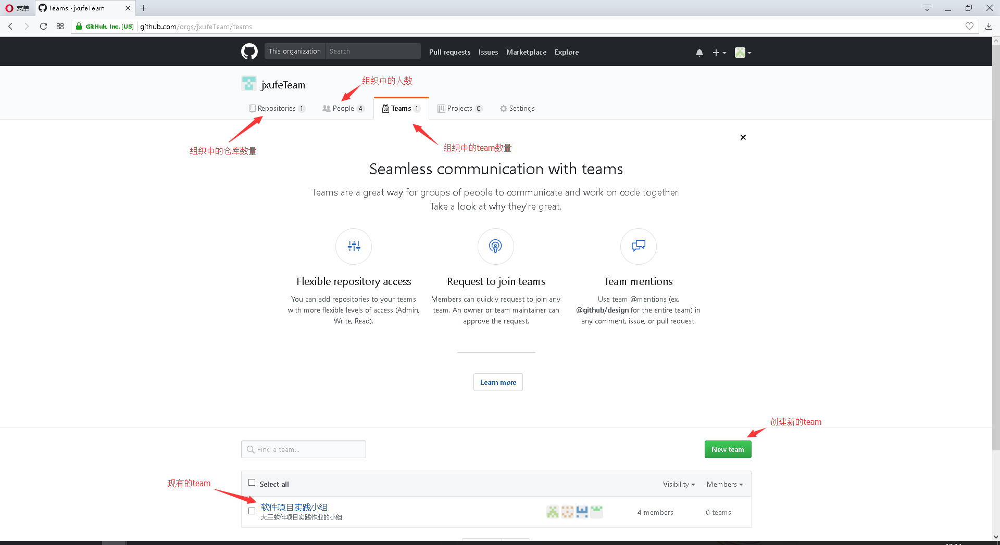 菜单
Teams · jxufeTeam
GitHub, Inc. [US]
github.com/orgs/jxufeTeam/teams
This organization
Search
Pull requests
Issues
Marketplace
Explore
jxufeTeam
组织中的人数
Repositories 1
People 4
Teams 1
Projects 0
Settings
组织中的仓库数量
组织中的team数量
Seamless communication with teams
Teams are a great way for groups of people to communicate and work on code together.
Take a look at why they're great.
Flexible repository access
You can add repositories to your teams
with more flexible levels of access (Admin,
Write, Read).
Request to join teams
Members can quickly request to join any
team. An owner or team maintainer can
approve the request.
Team mentions
Use team @mentions (ex.
@github/design for the entire team) in
any comment, issue, or pull request.
Learn more
创建新的team
Find a team...
New team
现有的team
Select all
Visibility
Members
软件项目实践小组
大三软件项目实践作业的小组
4 members
0 teams